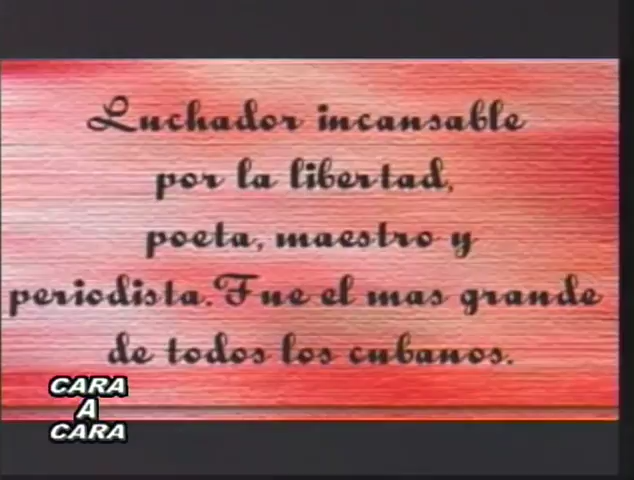 Luchador incansable
por la libertad,
poeta, maestro y
periodista. Fue el mas grande
de todos los cubanos.
CARA
A
CARA